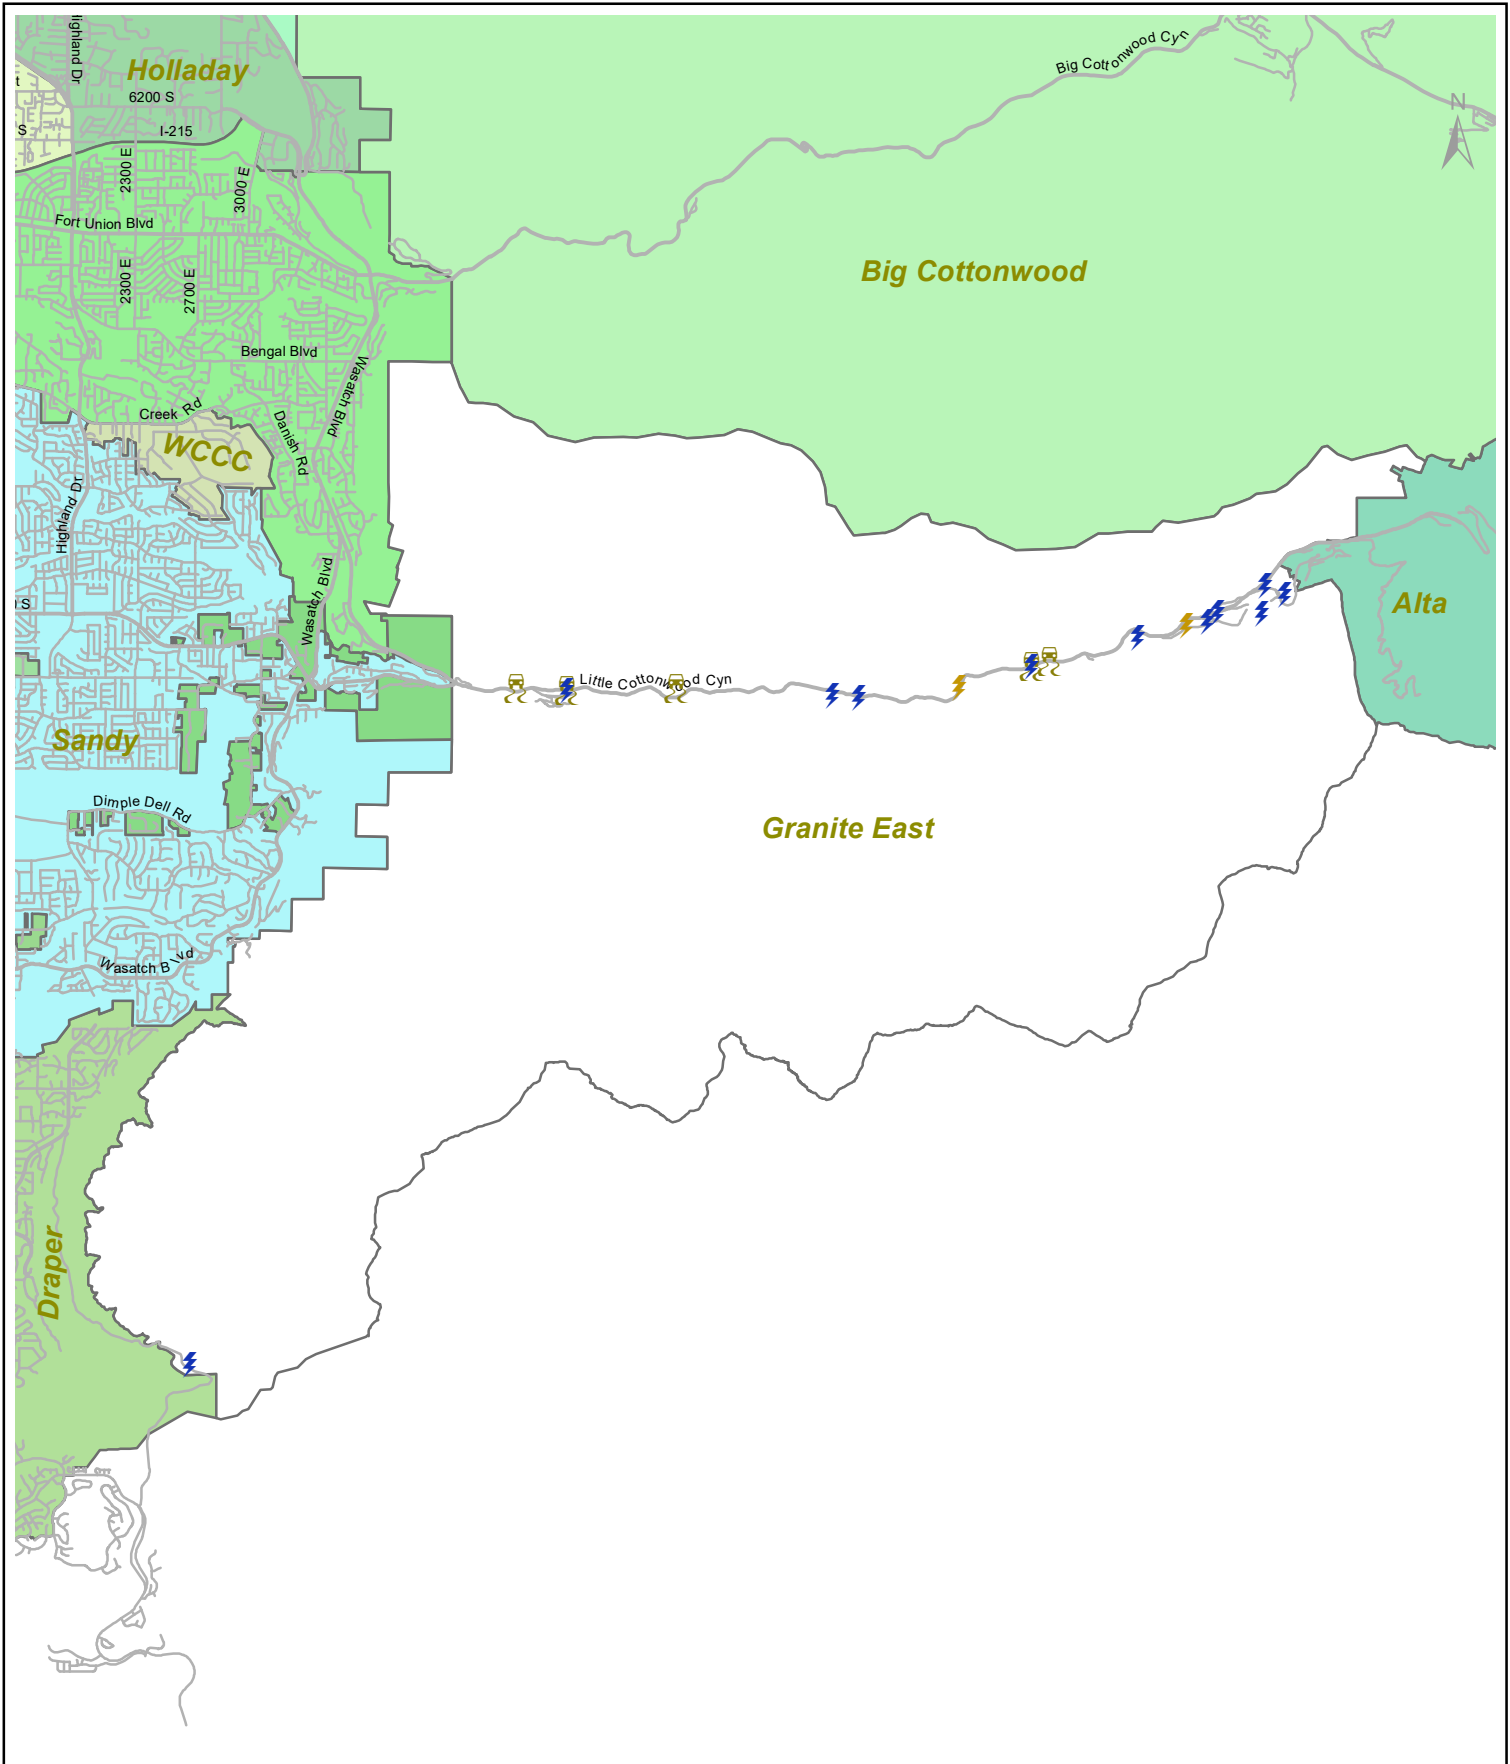 Highland Dr
Holladay
6200 S
I-215
t
S
2300 E
3000 E
Fort Union Blvd
2300 E
2700 E
Bengal Blvd
Wasatch Blvd
Creek Rd
Danish Rd
WCCC
Highland Dr
Big Cottonwood Cyn
N
Big Cottonwood
S
Wasatch Blvd
Alta
Little Cottonwood Cyn
Sandy
Dimple Dell Rd
Granite East
Wasatch Blvd
Draper